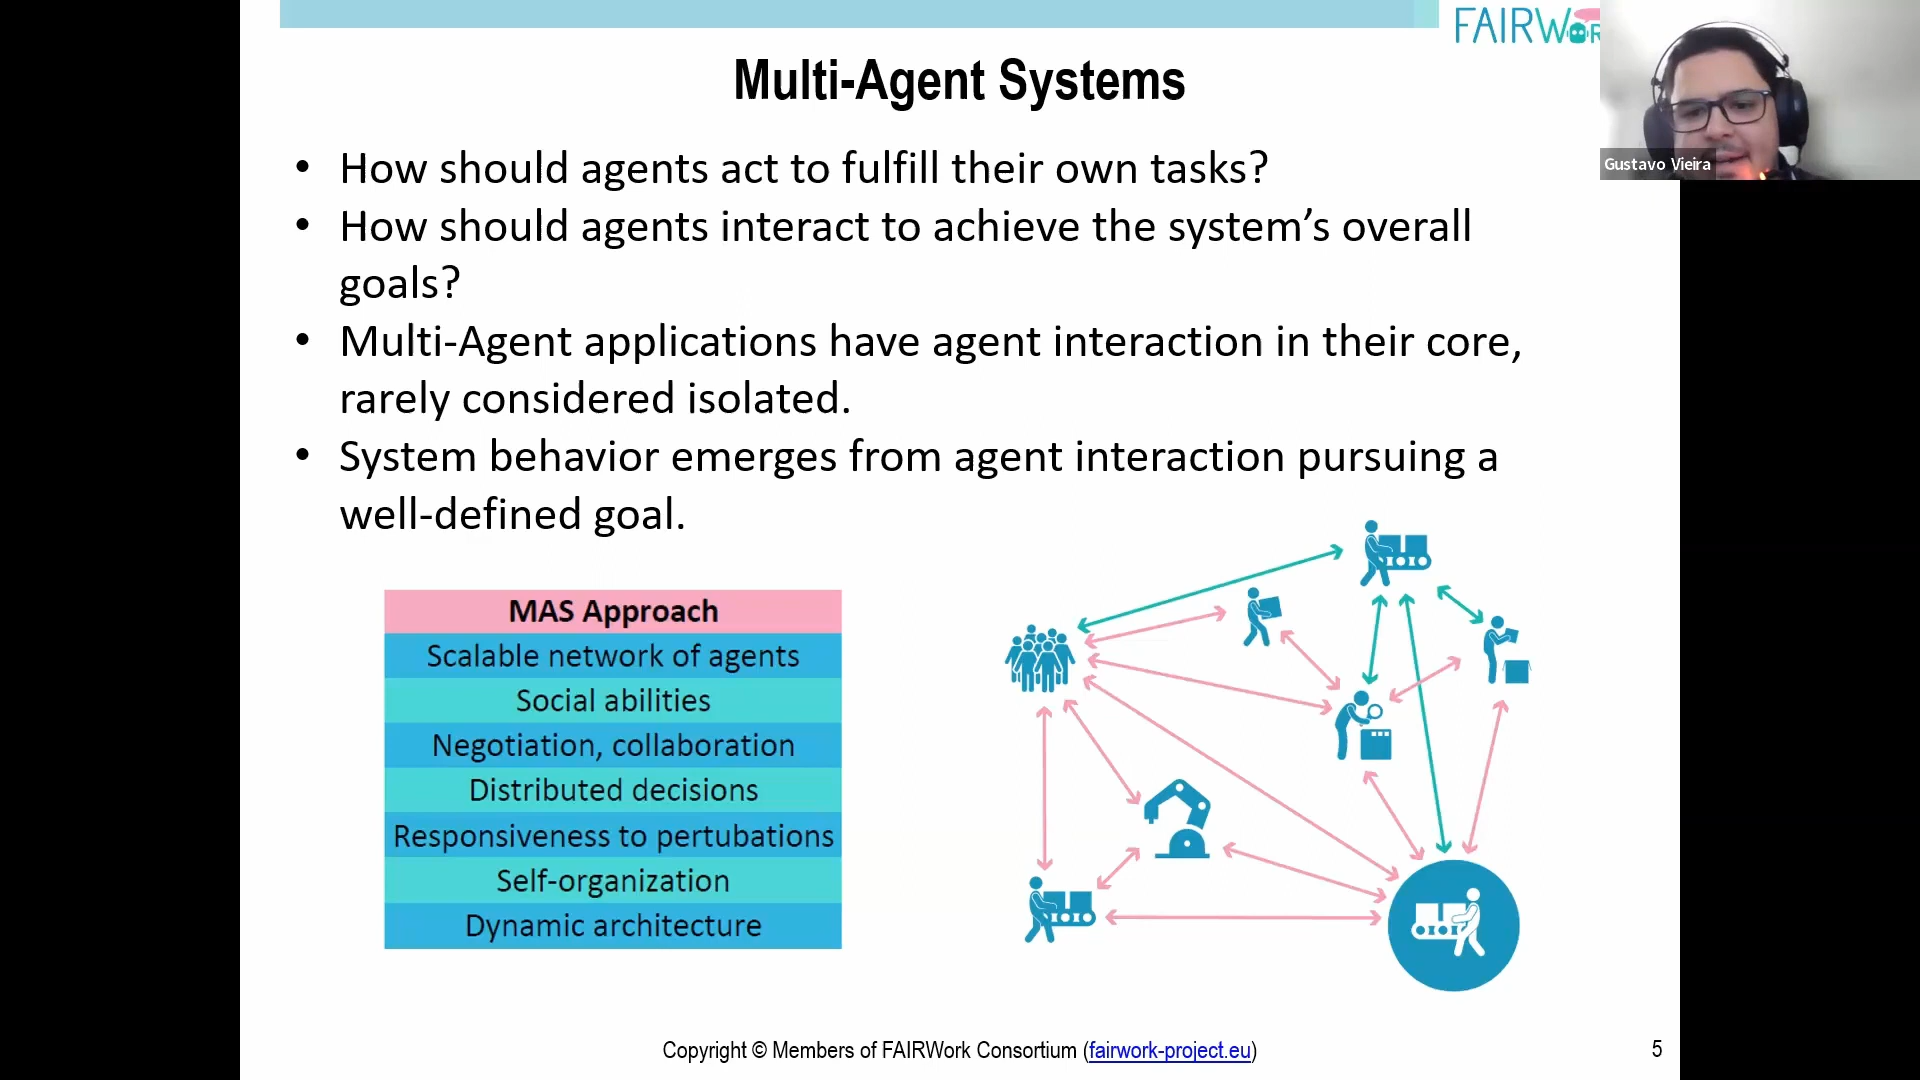 FAIRWOR
Multi-Agent Systems
Gustavo Vieira
• How should agents act to fulfill their own tasks?
• How should agents interact to achieve the system’s overall
goals?
• Multi-Agent applications have agent interaction in their core,
rarely considered isolated.
• System behavior emerges from agent interaction pursuing a
well-defined goal.
MAS Approach
Scalable network of agents
Social abilities
Negotiation, collaboration
Distributed decisions
Responsiveness to pertubations
Self-organization
Dynamic architecture
Copyright © Members of FAIRWork Consortium (fairwork-project.eu)
5